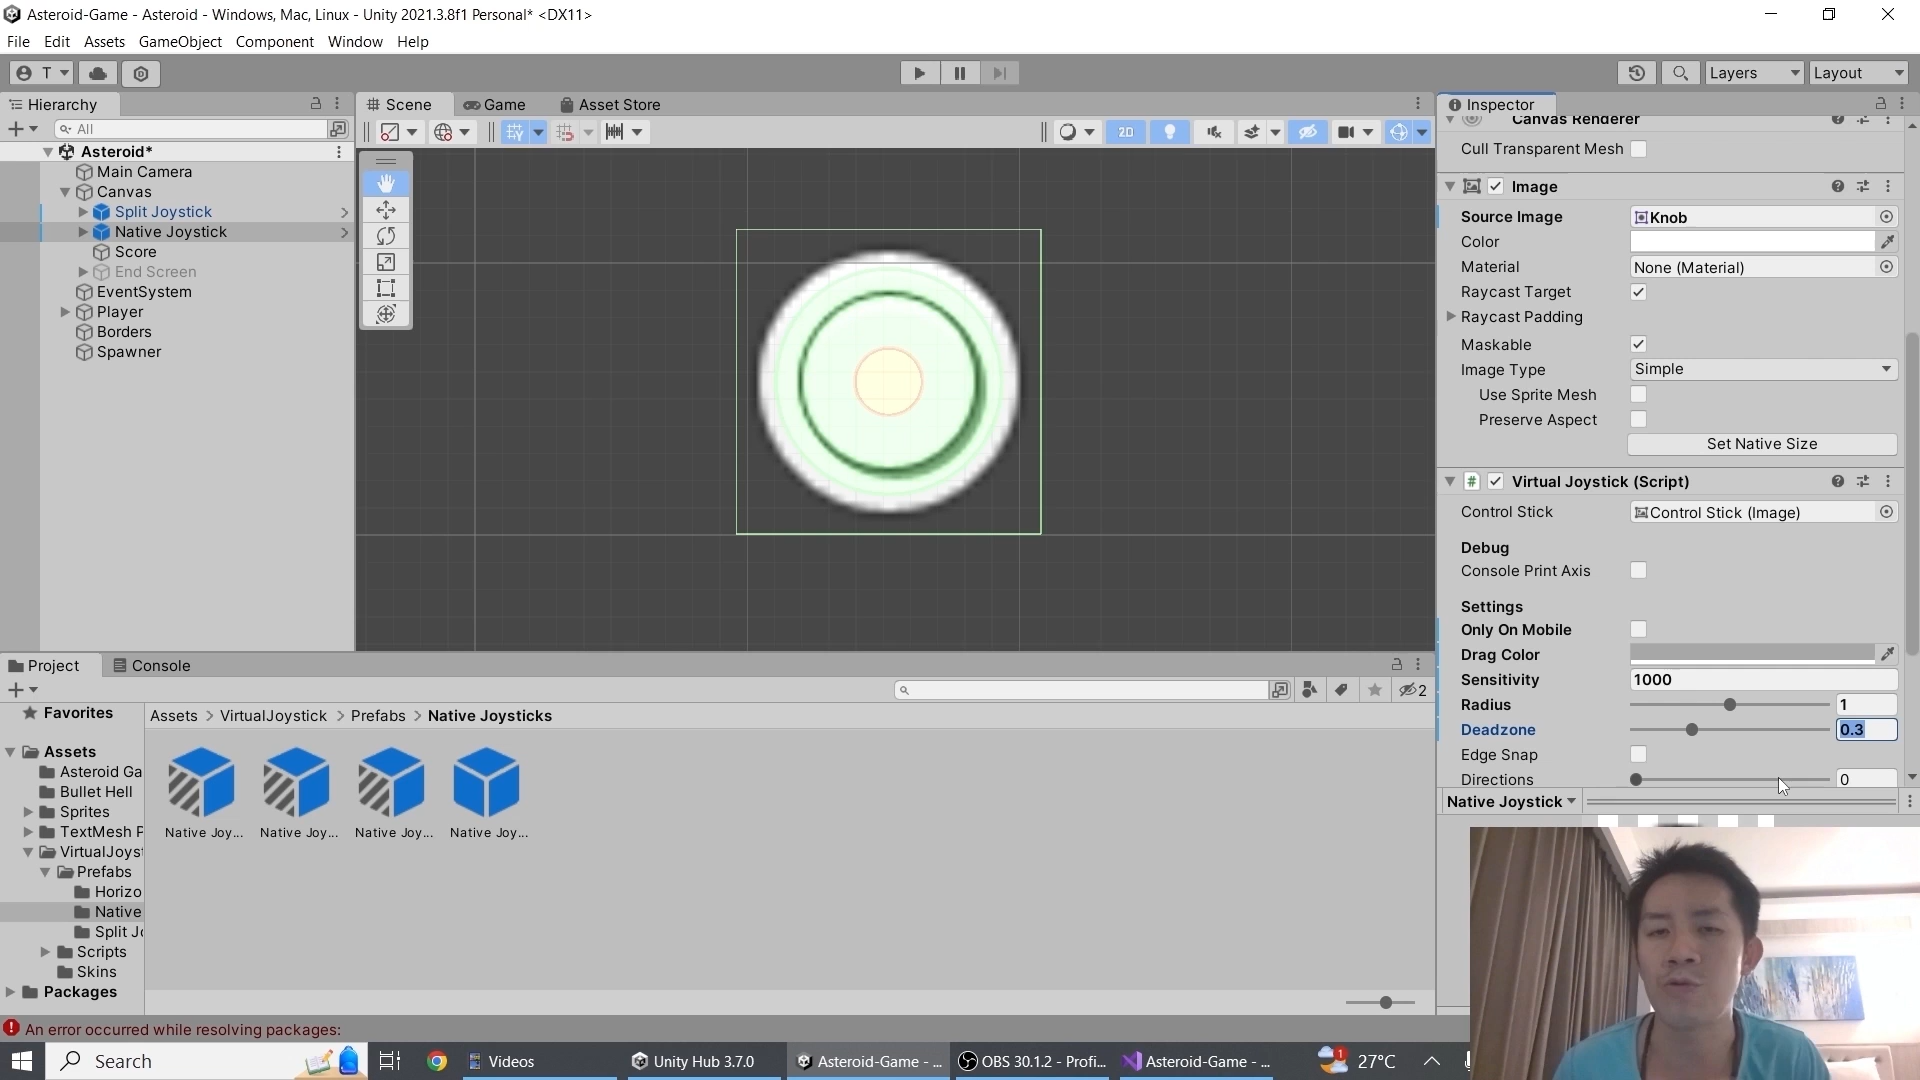 Asteroid-Game - Asteroid - Windows, Mac, Linux - Unity 2021.3.8f1 Personal* <DX11>
File Edit Assets GameObject Component Window Help
T
Layers
Layout
Hierarchy
All
Asteroid*
Main Camera
Canvas
Split Joystick
Native Joystick
Score
End Screen
EventSystem
Player
Borders
Spawner
Scene
Game
Asset Store
2D
Inspector
Canvas Renderer
Cull Transparent Mesh
Image
Source Image
Knob
Color
Material
None (Material)
Raycast Target
Raycast Padding
Maskable
Image Type
Simple
Use Sprite Mesh
Preserve Aspect
Set Native Size
Virtual Joystick (Script)
Control Stick
Control Stick (Image)
Debug
Console Print Axis
Settings
Only On Mobile
Drag Color
Sensitivity
1000
Radius
1
Deadzone
0.3
Edge Snap
Directions
0
Native Joystick
Project
Console
2
Favorites
Assets
Asteroid Ga
Bullet Hell
Sprites
TextMesh P
VirtualJoyst
Prefabs
Horizo
Native
Split Jo
Scripts
Skins
Packages
Assets > VirtualJoystick > Prefabs > Native Joysticks
Native Joy...
Native Joy...
Native Joy...
Native Joy...
An error occurred while resolving packages:
Search
Videos
Unity Hub 3.7.0
Asteroid-Game - ...
OBS 30.1.2 - Profi...
Asteroid-Game - ...
1
27°C